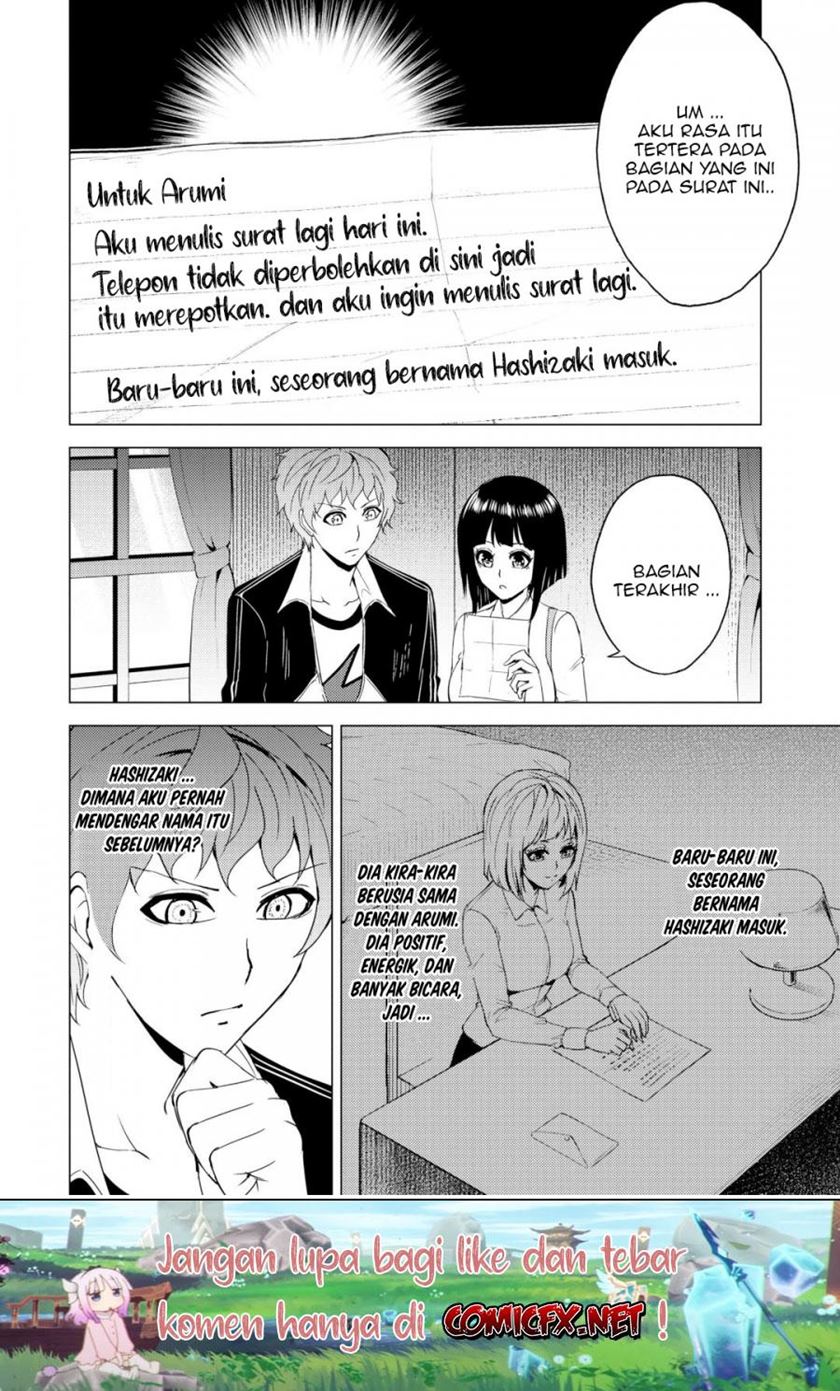 UM ...
AKU RASA ITU
TERTERA PADA
BAGIAN YANG INI
PADA SURAT INI..
Untuk Arumi
Aku menulis surat lagi hari ini.
Telepon tidak diperbolehkan di sini jadi
itu merepotkan. dan aku ingin menulis surat lagi.
Baru-baru ini, seseorang bernama Hashizaki masuk.
BAGIAN
TERAKHIR ...
BARU-BARU INI,
SESEORANG
BERNAMA
HASHIZAKI MASUK.
DIA KIRA-KIRA
BERUSIA SAMA
DENGAN ARUMI.
DIA POSITIF,
ENERGIK, DAN
BANYAK BICARA,
JADI ...
HASHIZAKI ...
DIMANA AKU PERNAH
MENDENGAR NAMA ITU
SEBELUMNYA?
Jangan lupa bagi like dan tebar
komen hanya di COMICFX.NET !